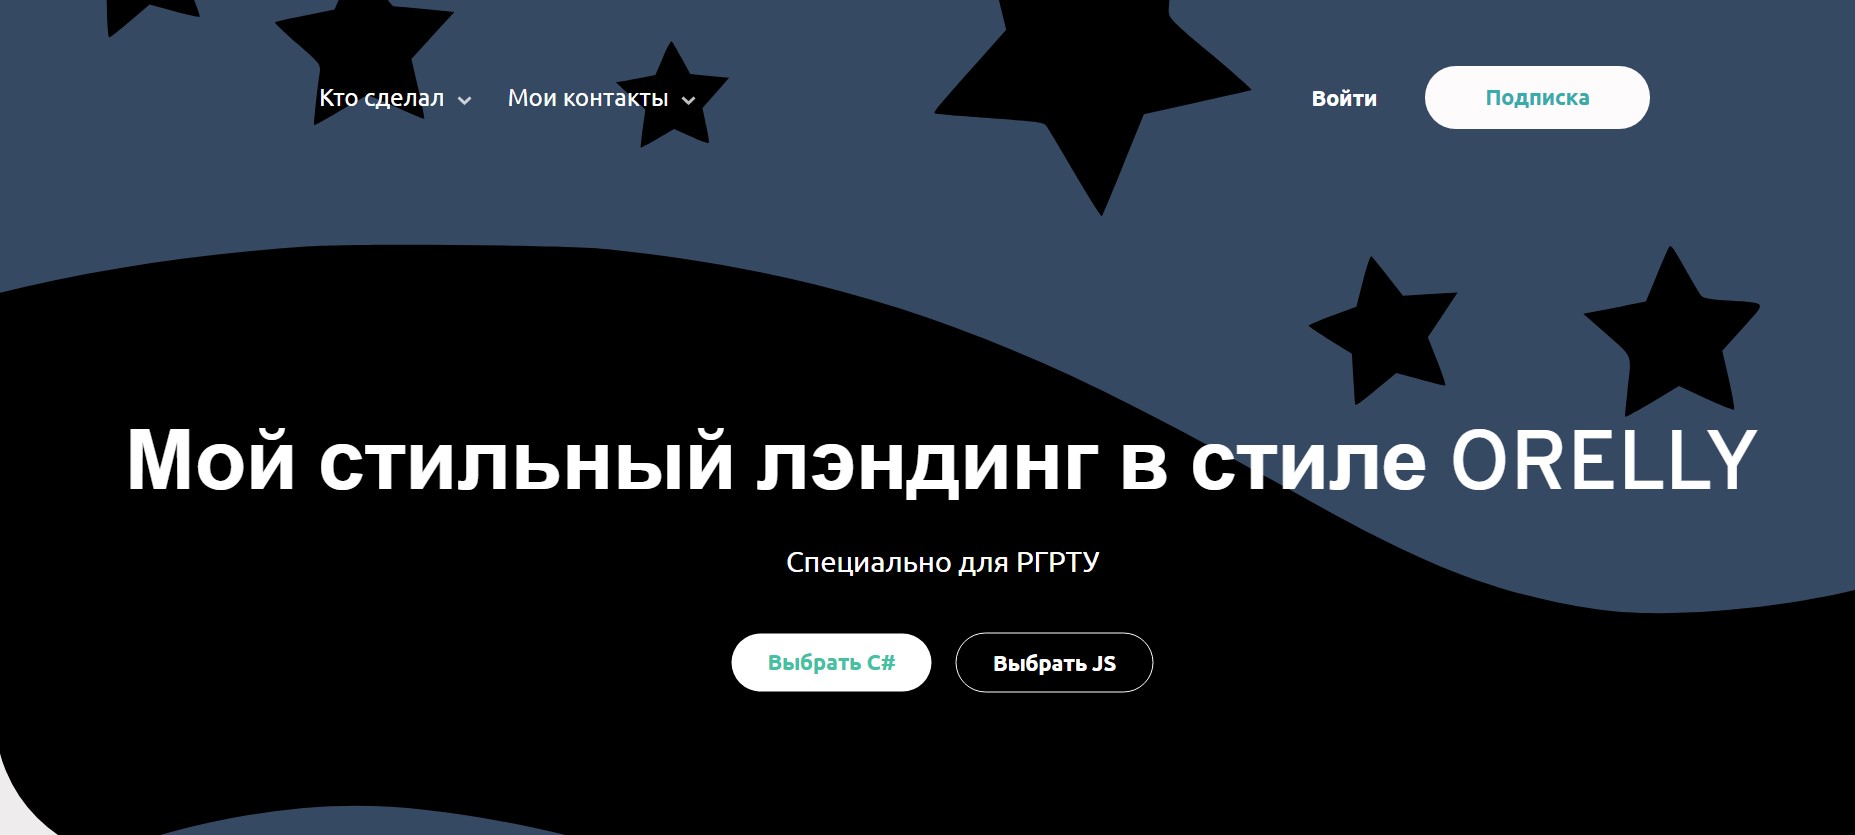 Кто сделал
Мои контакты
Войти
Подписка
Мой стильный лэндинг в стиле ORELLY
Специально для РГРТУ
Выбрать C#
Выбрать JS